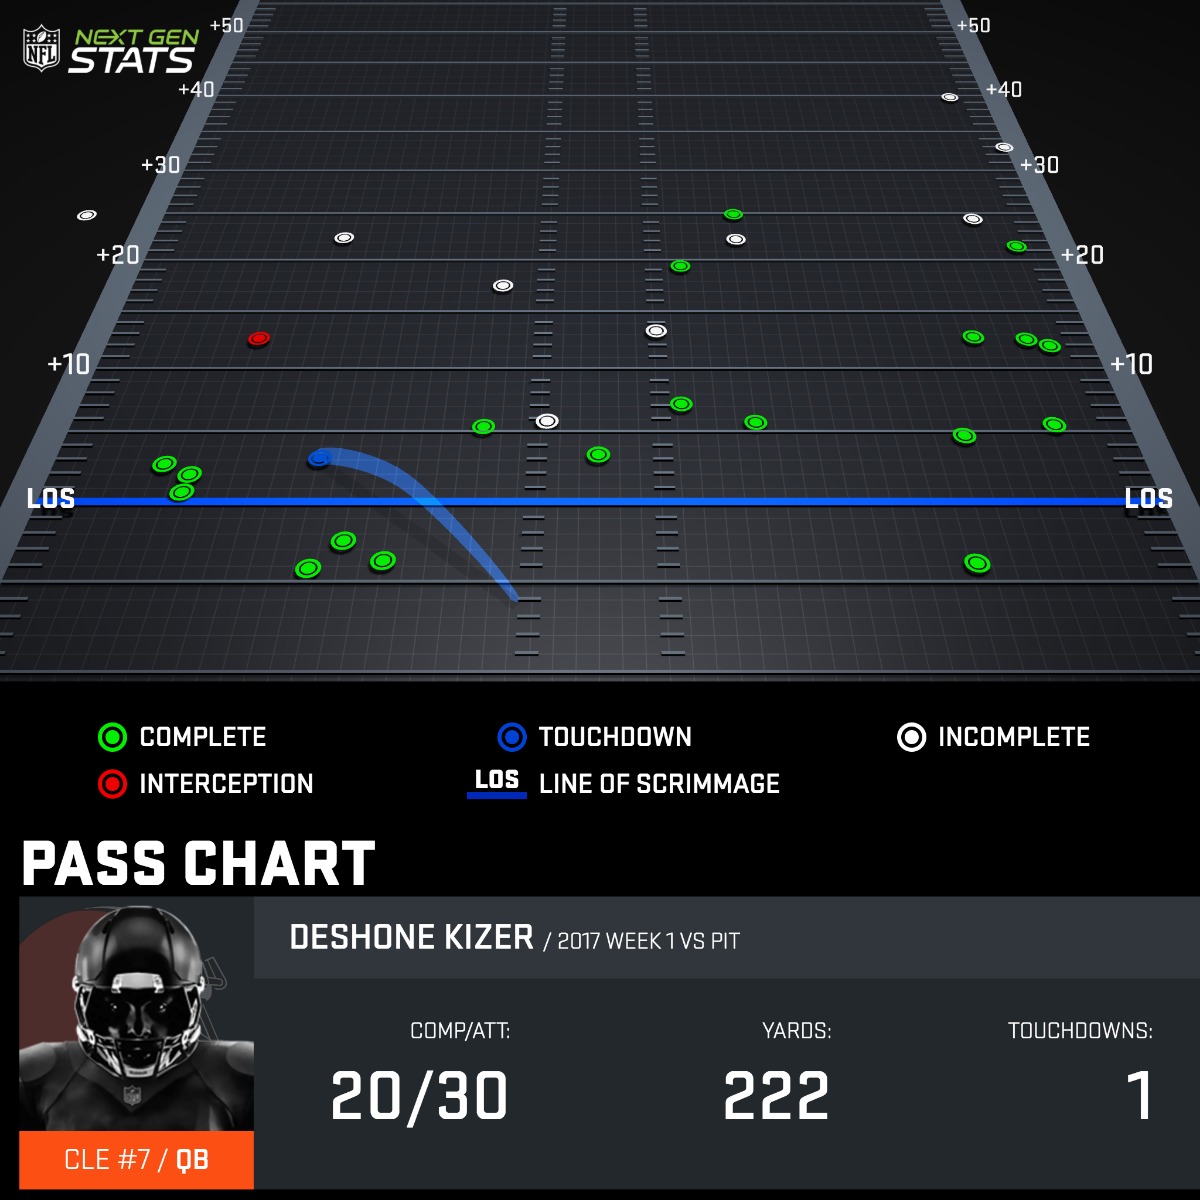 NFL NEXT GEN STATS
+50 +50
+40 +40
+30 +30
+20 +20
+10 +10
LOS LOS
COMPLETE TOUCHDOWN INCOMPLETE
INTERCEPTION LOS LINE OF SCRIMMAGE
PASS CHART
DESHONE KIZER / 2017 WEEK 1 VS PIT
COMP/ATT: YARDS: TOUCHDOWNS:
20/30 222 1
CLE #7 / QB